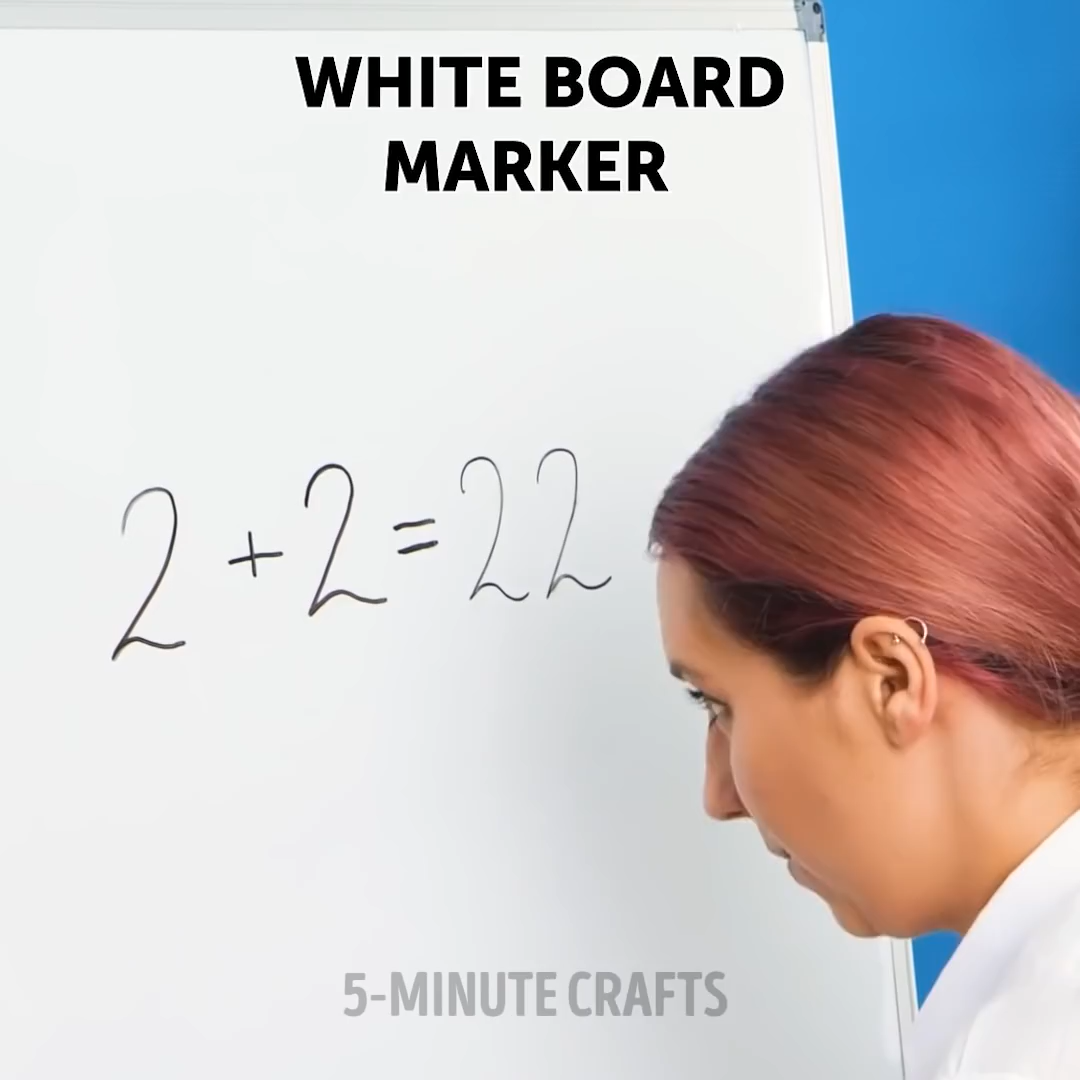 WHITE BOARD
MARKER
2 + 2 = 22
5-MINUTE CRAFTS